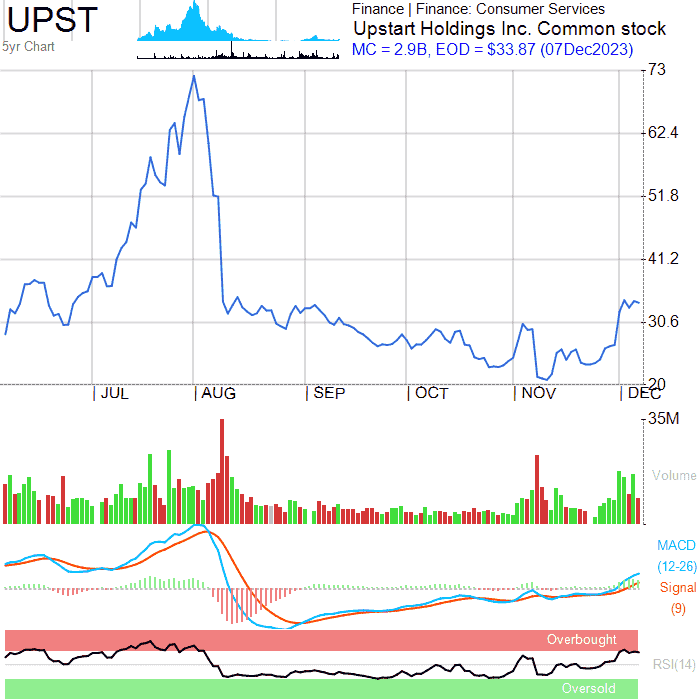 UPST
5yr Chart
Finance | Finance: Consumer Services
Upstart Holdings Inc. Common stock
MC = 2.9B, EOD = $33.87 (07Dec2023)
73
62.4
51.8
41.2
30.6
20
JUL AUG SEP OCT NOV DEC
35M
Volume
MACD
(12-26)
Signal
(9)
Overbought
RSI(14)
Oversold